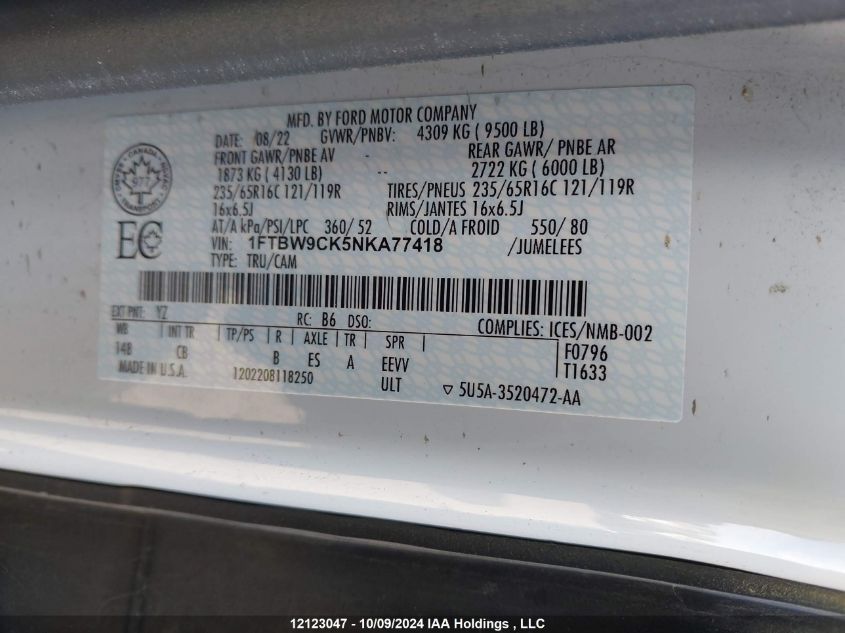 MFD. BY FORD MOTOR COMPANY
DATE: 08/22 GVWR/PNBV: 4309 KG ( 9500 LB)
FRONT GAWR/PNBE AV - REAR GAWR/ PNBE AR
1873 KG ( 4130 LB) -- 2722 KG ( 6000 LB)
235/65R16C 121/119R TIRES/PNEUS 235/65R16C 121/119R
16x6.5J RIMS/JANTES 16x6.5J
AT/A kPa/PSI/LPC 360/ 52 COLD/A FROID 550/ 80
VIN: 1FTBW9CK5NKA77418 /JUMELEES
TYPE: TRU/CAM
CANADA
977
TRANSPORT
EC
EXT PNT: YZ RC: B6 DSO: COMPLIES: ICES/NMB-002
WB INT TR TP/PS R AXLE TR SPR F0796
148 CB B ES A EEVV T1633
MADE IN U.S.A. 1202208118250 ULT ▽ 5U5A-3520472-AA
12123047 - 10/09/2024 IAA Holdings , LLC